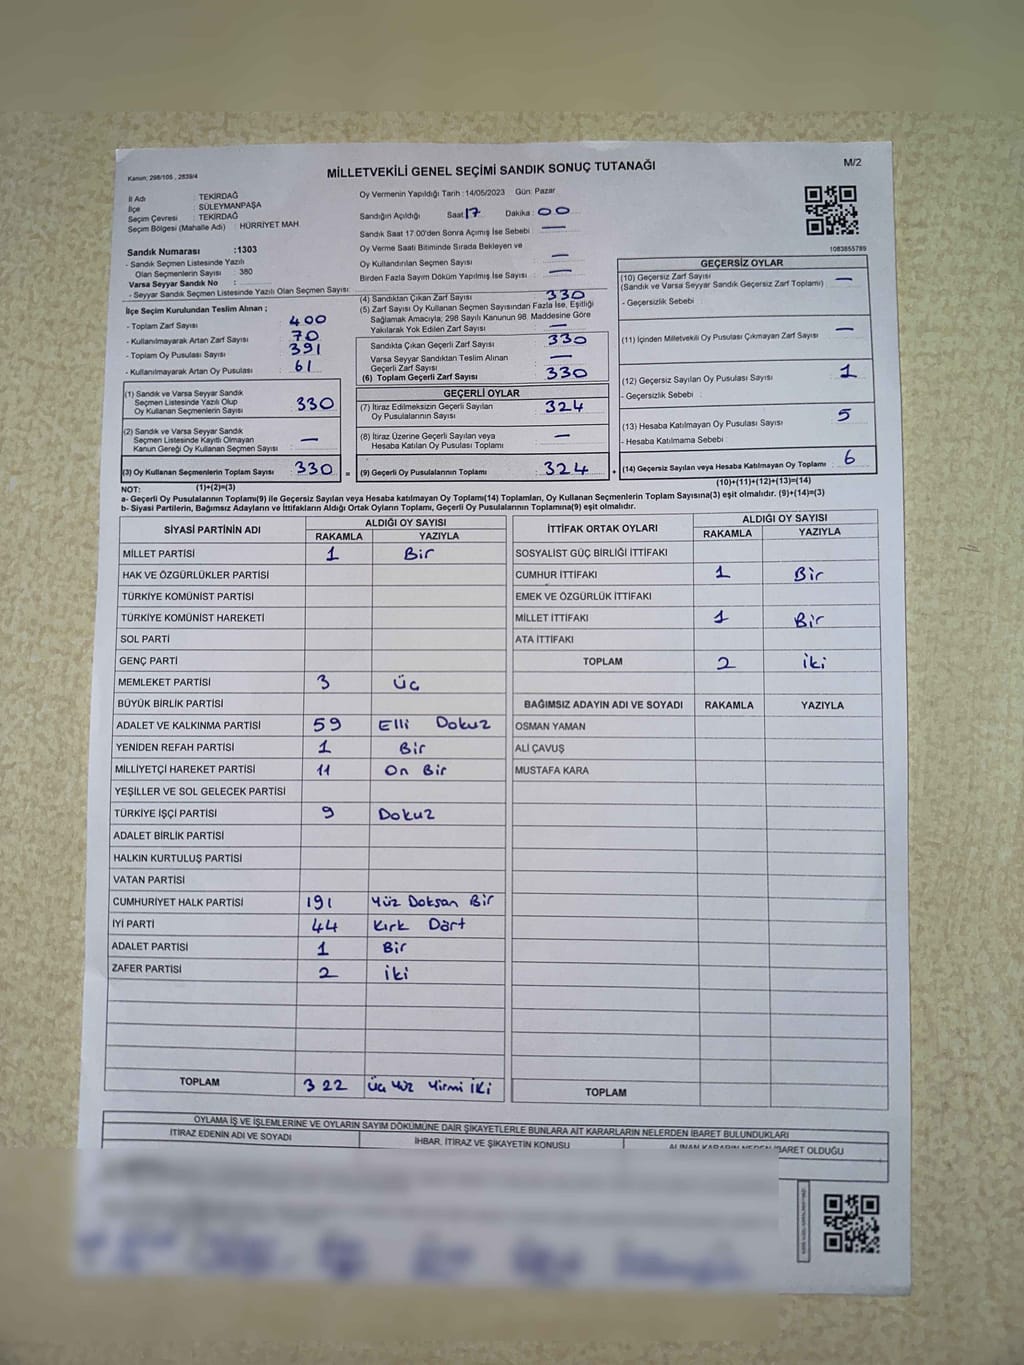 MİLLETVEKİLİ GENEL SEÇİMİ SANDIK SONUÇ TUTANAĞI
M/2
Kanun; 298/105 , 2839/4
İl Adı : TEKİRDAĞ
İlçe : SÜLEYMANPAŞA
Seçim Çevresi : TEKİRDAĞ
Seçim Bölgesi (Mahalle Adı) : HÜRRİYET MAH.
Sandık Numarası :1303
- Sandık Seçmen Listesinde Yazılı
Olan Seçmenlerin Sayısı : 380
Varsa Seyyar Sandık No :
- Seyyar Sandık Seçmen Listesinde Yazılı Olan Seçmen Sayısı:
İlçe Seçim Kurulundan Teslim Alınan ;
- Toplam Zarf Sayısı 400
- Kullanılmayarak Artan Zarf Sayısı 70
- Toplam Oy Pusulası Sayısı 391
- Kullanılmayarak Artan Oy Pusulası 61
(1) Sandık ve Varsa Seyyar Sandık
Seçmen Listesinde Yazılı Olup
Oy Kullanan Seçmenlerin Sayısı 330
(2) Sandık ve Varsa Seyyar Sandık
Seçmen Listesinde Kayıtlı Olmayan
Kanun Gereği Oy Kullanan Seçmen Sayısı —
(3) Oy Kullanan Seçmenlerin Toplam Sayısı 330 =
(1)+(2)=(3)
Oy Vermenin Yapıldığı Tarih :14/05/2023 Gün: Pazar
Sandığın Açıldığı Saat 17 Dakika : 00
Sandık Saat 17.00'den Sonra Açımış İse Sebebi : —
Oy Verme Saati Bitiminde Sırada Bekleyen ve
Oy Kullandırılan Seçmen Sayısı —
Birden Fazla Sayım Döküm Yapılmış İse Sayısı : —
(4) Sandıktan Çıkan Zarf Sayısı 330
(5) Zarf Sayısı Oy Kullanan Seçmen Sayısından Fazla İse, Eşitliği
Sağlamak Amacıyla; 298 Sayılı Kanunun 98. Maddesine Göre
Yakılarak Yok Edilen Zarf Sayısı : —
Sandıkta Çıkan Geçerli Zarf Sayısı 330
Varsa Seyyar Sandıktan Teslim Alınan
Geçerli Zarf Sayısı —
(6) Toplam Geçerli Zarf Sayısı 330
GEÇERLİ OYLAR
(7) İtiraz Edilmeksizin Geçerli Sayılan
Oy Pusulalarının Sayısı 324
(8) İtiraz Üzerine Geçerli Sayılan veya
Hesaba Katılan Oy Pusulası Toplamı —
(9) Geçerli Oy Pusulalarının Toplamı 324 +
1083855789
GEÇERSİZ OYLAR
(10) Geçersiz Zarf Sayısı —
(Sandık ve Varsa Seyyar Sandık Geçersiz Zarf Toplamı)
- Geçersizlik Sebebi :
(11) İçinden Milletvekili Oy Pusulası Çıkmayan Zarf Sayısı —
(12) Geçersiz Sayılan Oy Pusulası Sayısı 1
- Geçersizlik Sebebi :
(13) Hesaba Katılmayan Oy Pusulası Sayısı 5
- Hesaba Katılmama Sebebi :
(14) Geçersiz Sayılan veya Hesaba Katılmayan Oy Toplamı : 6
(10)+(11)+(12)+(13)=(14)
NOT:
a- Geçerli Oy Pusulalarının Toplamı(9) ile Geçersiz Sayılan veya Hesaba katılmayan Oy Toplamı(14) Toplamları, Oy Kullanan Seçmenlerin Toplam Sayısına(3) eşit olmalıdır. (9)+(14)=(3)
b- Siyasi Partilerin, Bağımsız Adayların ve İttifakların Aldığı Ortak Oyların Toplamı, Geçerli Oy Pusulalarının Toplamına(9) eşit olmalıdır.
SİYASİ PARTİSİNİN ADI ALDIĞI OY SAYISI
RAKAMLA YAZIYLA
MİLLET PARTİSİ 1 Bir
HAK VE ÖZGÜRLÜKLER PARTİSİ
TÜRKİYE KOMÜNİST PARTİSİ
TÜRKİYE KOMÜNİST HAREKETİ
SOL PARTİ
GENÇ PARTİ
MEMLEKET PARTİSİ 3 Üç
BÜYÜK BİRLİK PARTİSİ
ADALET VE KALKINMA PARTİSİ 59 Elli Dokuz
YENİDEN REFAH PARTİSİ 1 Bir
MİLLİYETÇİ HAREKET PARTİSİ 11 On Bir
YEŞİLLER VE SOL GELECEK PARTİSİ
TÜRKİYE İŞÇİ PARTİSİ 9 Dokuz
ADALET BİRLİK PARTİSİ
HALKIN KURTULUŞ PARTİSİ
VATAN PARTİSİ
CUMHURİYET HALK PARTİSİ 191 Yüz Doksan Bir
İYİ PARTİ 44 Kırk Dört
ADALET PARTİSİ 1 Bir
ZAFER PARTİSİ 2 İki
TOPLAM 322 Üç Yüz Yirmi İki
İTTİFAK ORTAK OYLARI ALDIĞI OY SAYISI
RAKAMLA YAZIYLA
SOSYALİST GÜÇ BİRLİĞİ İTTİFAKI
CUMHUR İTTİFAKI 1 Bir
EMEK VE ÖZGÜRLÜK İTTİFAKI
MİLLET İTTİFAKI 1 Bir
ATA İTTİFAKI
TOPLAM 2 İki
BAĞIMSIZ ADAYIN ADI VE SOYADI RAKAMLA YAZIYLA
OSMAN YAMAN
ALİ ÇAVUŞ
MUSTAFA KARA
TOPLAM
OYLAMA İŞ VE İŞLEMLERİNE VE OYLARIN SAYIM DÖKÜMÜNE DAİR ŞİKAYETLERLE BUNLARA AİT KARARLARIN NELERDEN İBARET BULUNDUKLARI
İTİRAZ EDENİN ADI VE SOYADI İHBAR, İTİRAZ VE ŞİKAYETİN KONUSU ALINAN KARARIN NEDEN İBARET OLDUĞU